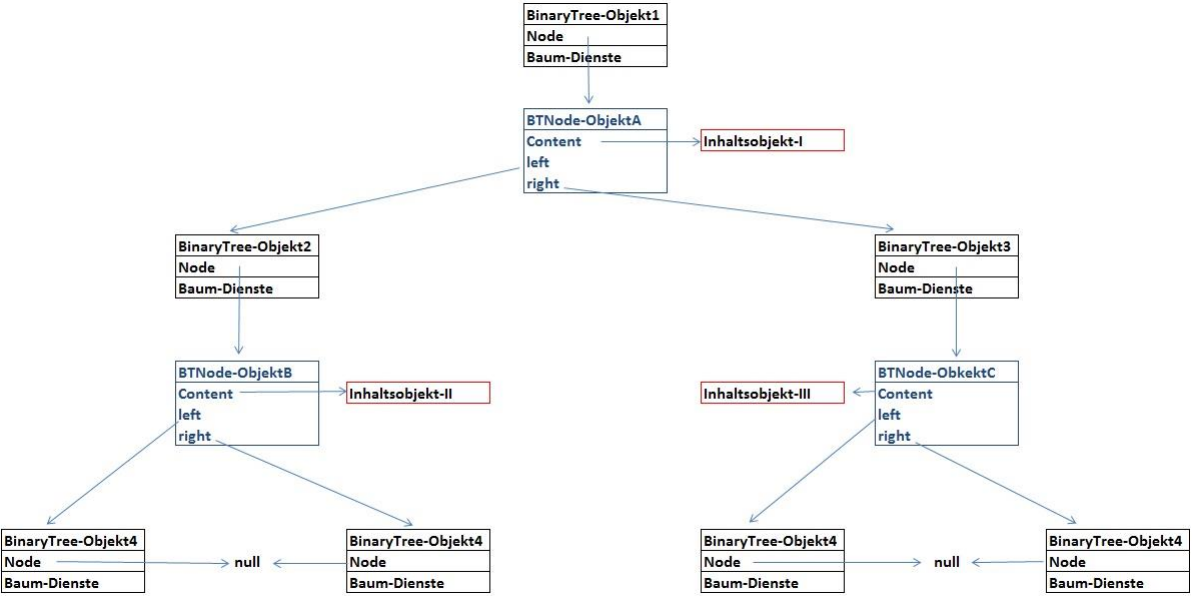 BinaryTree-Objekt1
Node
Baum-Dienste
BTNode-ObjektA
Content
Inhaltsobjekt-I
left
right
BinaryTree-Objekt2
Node
Baum-Dienste
BinaryTree-Objekt3
Node
Baum-Dienste
BTNode-ObjektB
Content
Inhaltsobjekt-II
left
right
BTNode-ObkektC
Inhaltsobjekt-III
Content
left
right
BinaryTree-Objekt4
Node
Baum-Dienste
null
BinaryTree-Objekt4
Node
Baum-Dienste
BinaryTree-Objekt4
Node
Baum-Dienste
null
BinaryTree-Objekt4
Node
Baum-Dienste